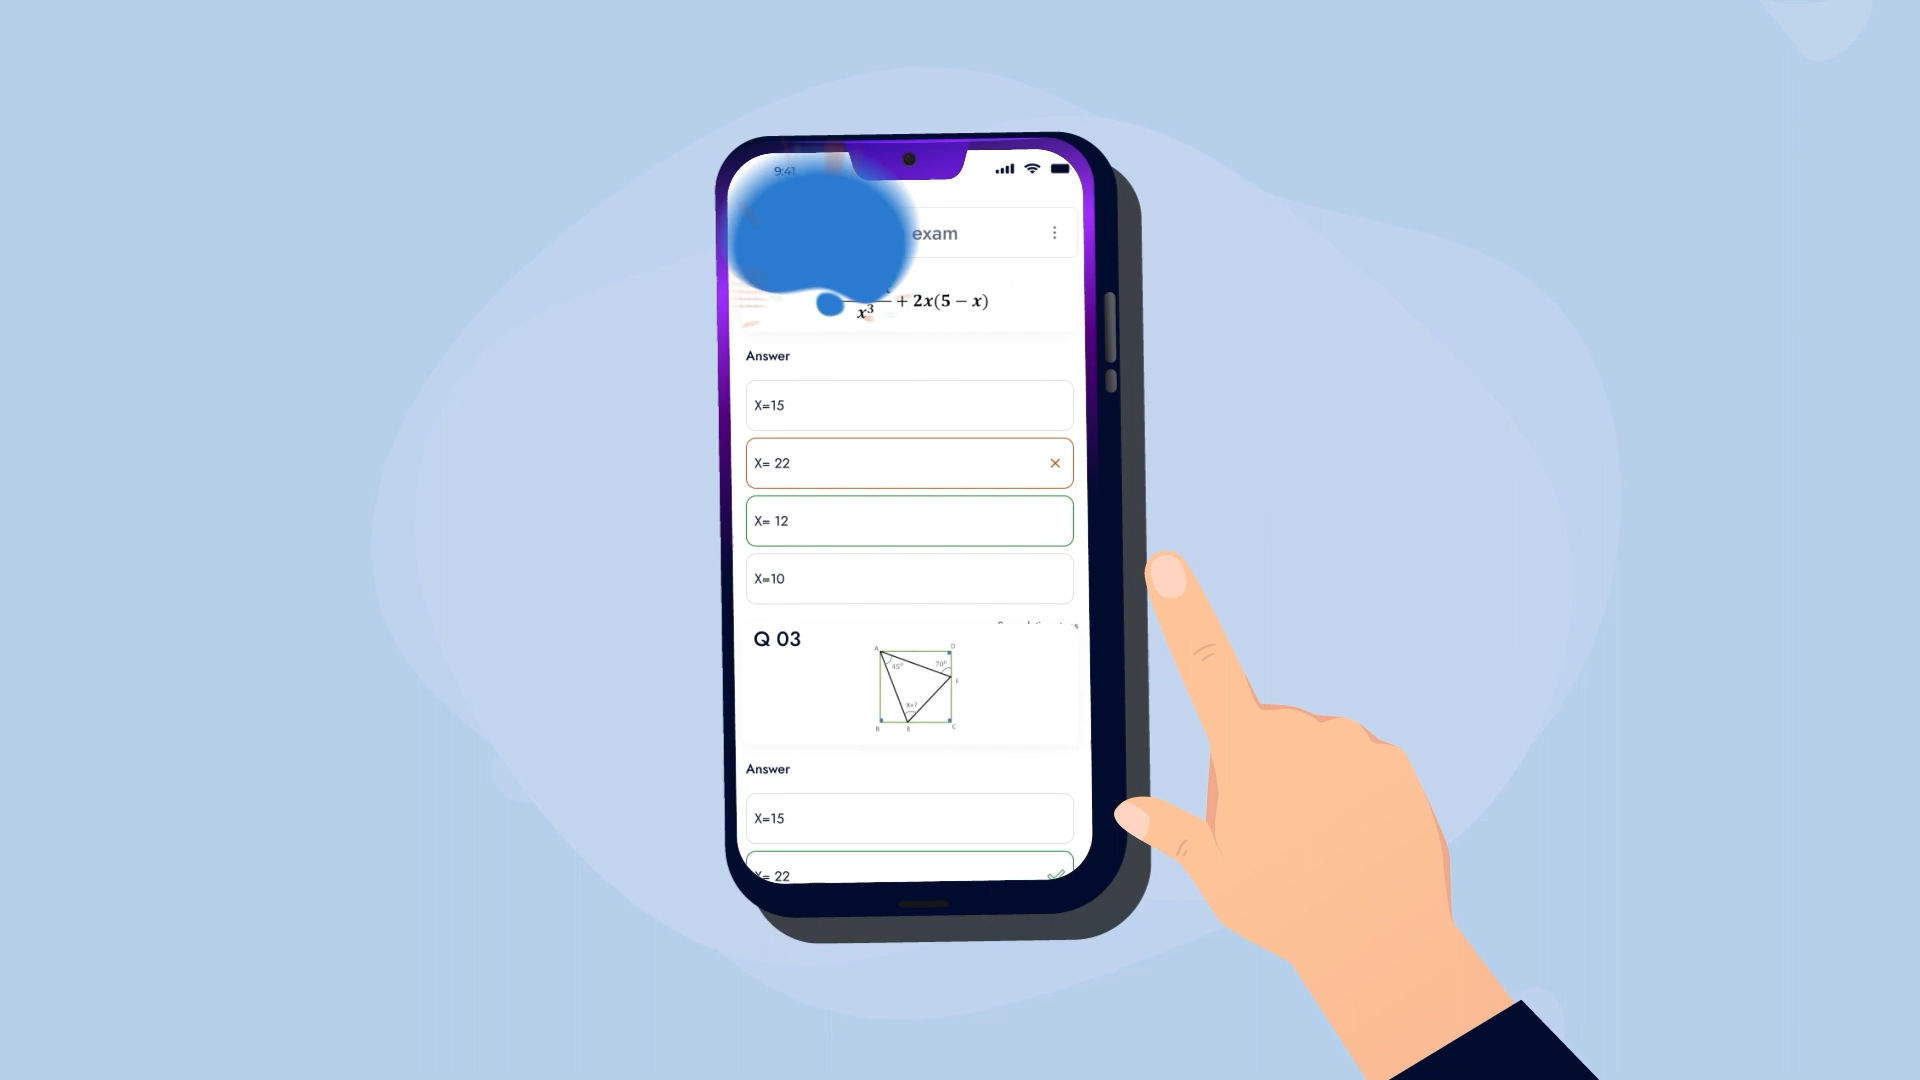 9:41
exam
x³ + 2x(5 − x)
Answer
X=15
X= 22
X= 12
X=10
Q 03
A
D
45°
70°
F
X=?
B
E
C
Answer
X=15
X= 22